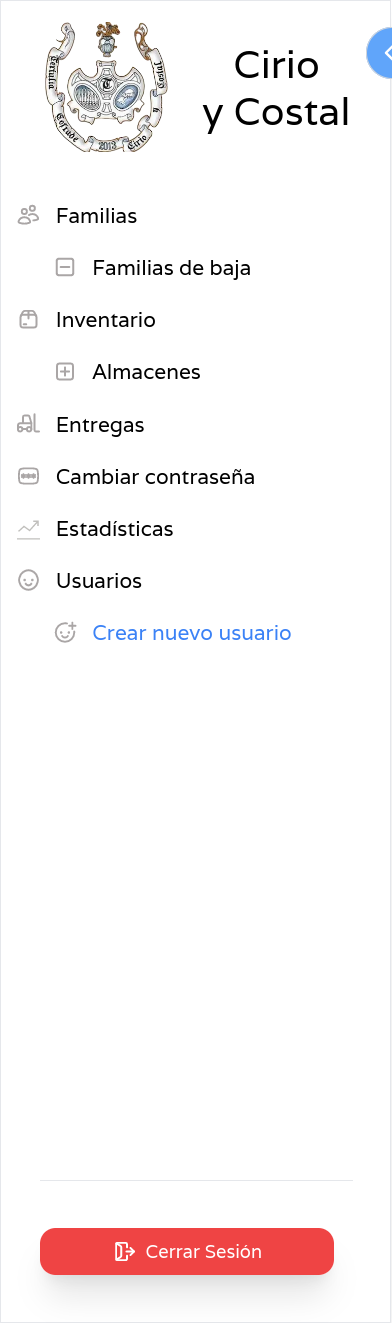 Cirio
y Costal
Tertulia
Cofrade
2013
Cirio
y
Costal
T
Familias
Familias de baja
Inventario
Almacenes
Entregas
Cambiar contraseña
Estadísticas
Usuarios
Crear nuevo usuario
Cerrar Sesión